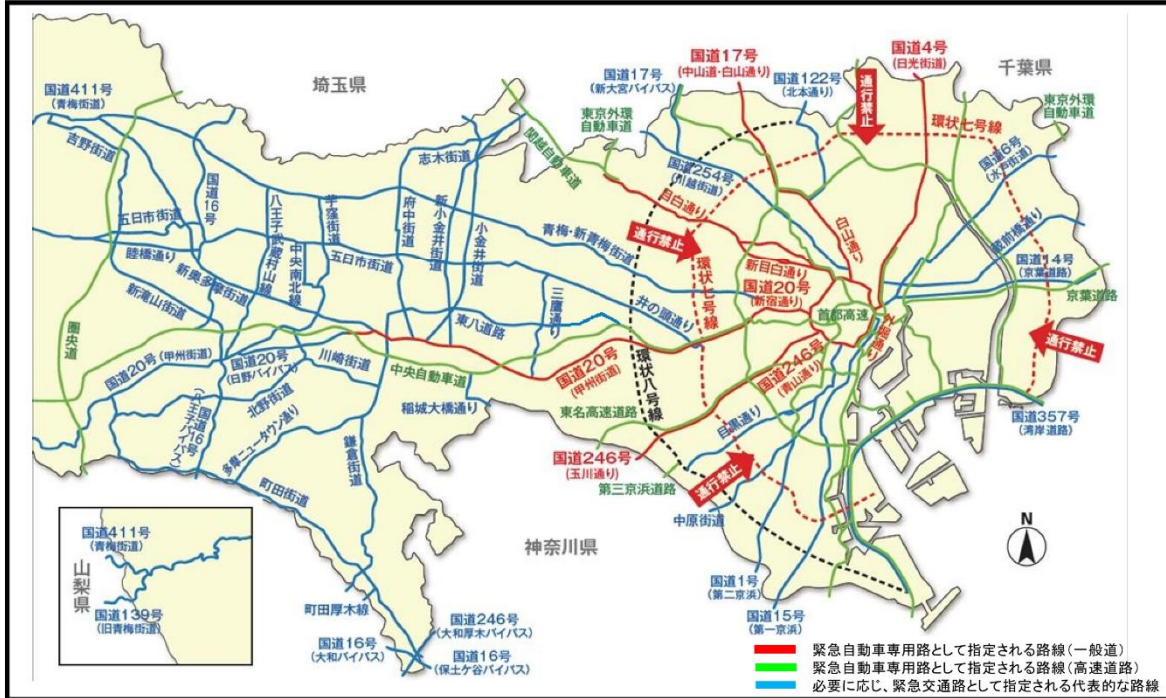 国道411号
(青梅街道)
吉野街道
埼玉県
国道17号
(新大宮バイパス)
国道17号
(中山道・白山通り)
国道122号
(北本通り)
国道4号
(日光街道)
千葉県
通行禁止
東京外環
自動車道
東京外環
自動車道
環状七号線
関越自動車道
志木街道
国道254号
(川越街道)
国道6号
(水戸街道)
国道16号
八王子武蔵村山線
中央南北線
芋窪街道
府中街道
新小金井街道
小金井街道
五日市街道
睦橋通り
新奥多摩街道
新滝山街道
五日市街道
青梅・新青梅街道
目白通り
通行禁止
環状七号線
新目白通り
白山通り
蔵前橋通り
国道14号
(京葉道路)
京葉道路
国道20号
(新宿通り)
首都高速
外堀通り
通行禁止
三鷹通り
井の頭通り
東八道路
圏央道
国道20号(甲州街道)
国道20号
(日野バイパス)
川崎街道
中央自動車道
国道20号
(甲州街道)
環状八号線
国道246号
(青山通り)
国道16号
(八王子バイパス)
北野街道
多摩ニュータウン通り
稲城大橋通り
東名高速道路
目黒通り
国道357号
(湾岸道路)
国道246号
(玉川通り)
第三京浜道路
通行禁止
鎌倉街道
町田街道
中原街道
神奈川県
国道1号
(第二京浜)
国道15号
(第一京浜)
N
国道411号
(青梅街道)
山梨県
国道139号
(旧青梅街道)
町田厚木線
国道16号
(大和バイパス)
国道246号
(大和厚木バイパス)
国道16号
(保土ケ谷バイパス)
緊急自動車専用路として指定される路線(一般道)
緊急自動車専用路として指定される路線(高速道路)
必要に応じ、緊急交通路として指定される代表的な路線